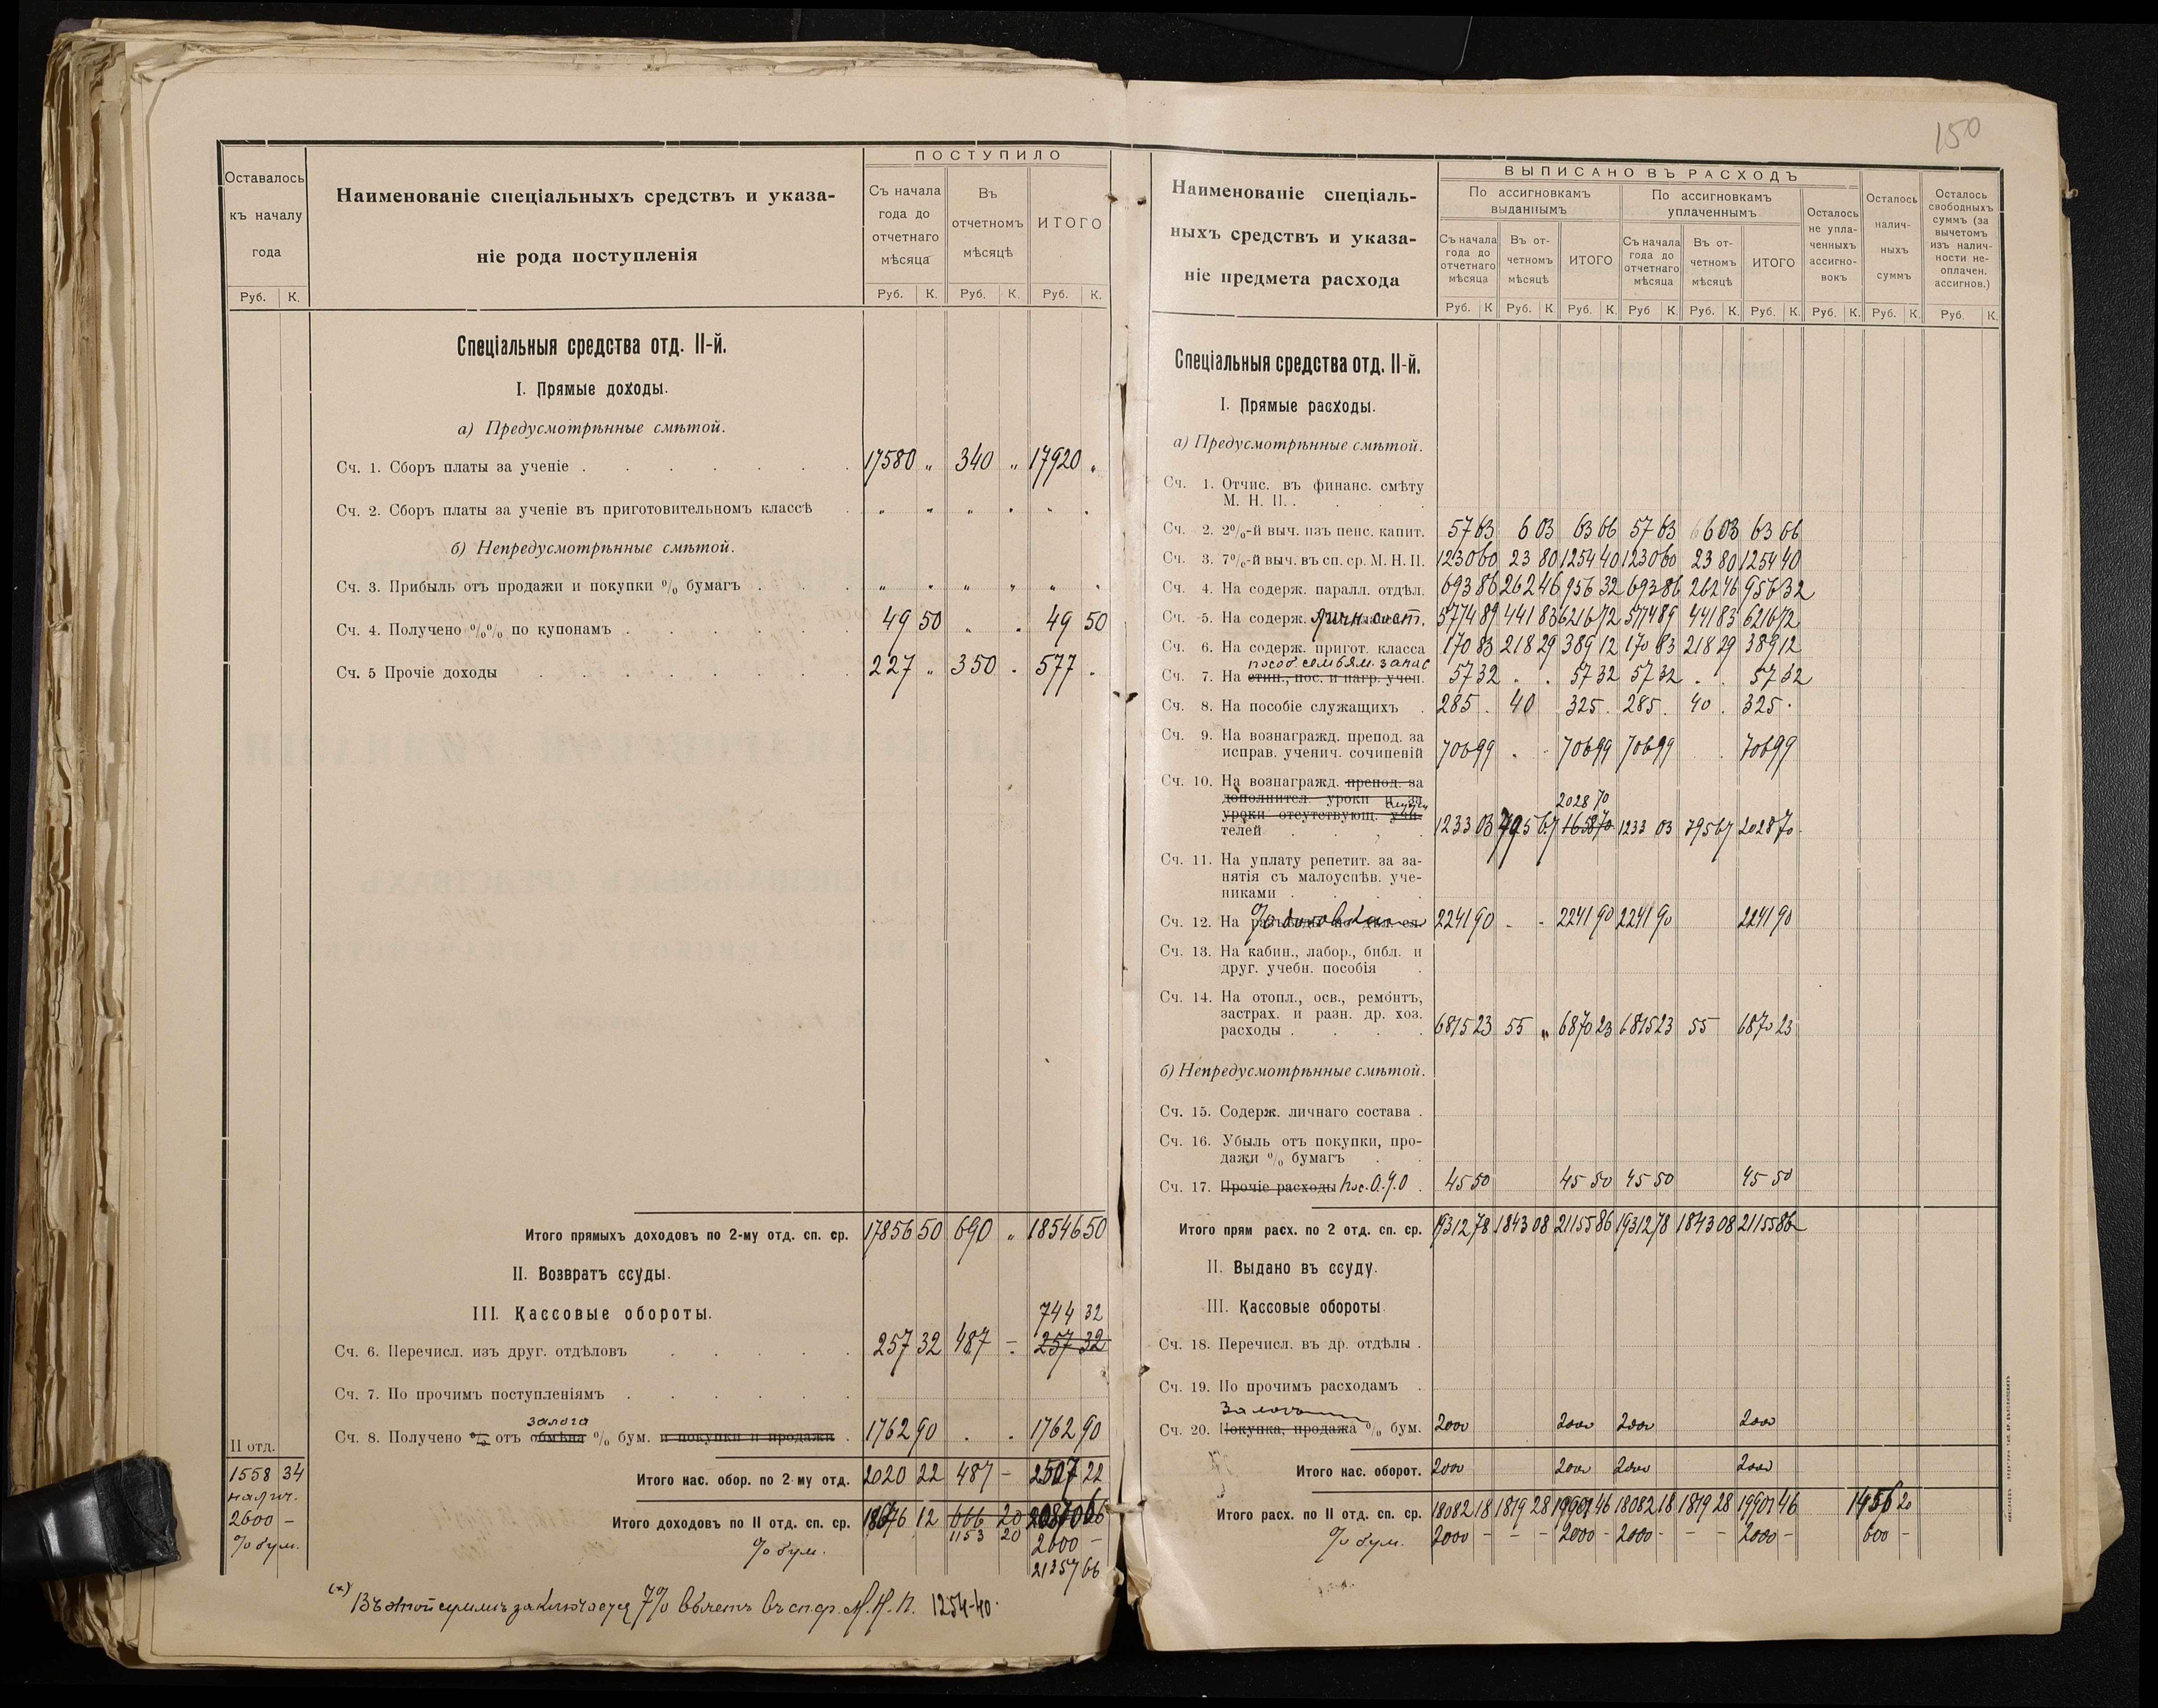 150
Оставалось
къ началу
года
Руб. К.
Наименованіе спеціальныхъ средствъ и указа-
ніе рода поступленія
ПОСТУПИЛО
Съ начала
года до
отчетнаго
мѣсяца
Въ
отчетномъ
мѣсяцѣ
ИТОГО
Руб. К. Руб. К. Руб. К.
Спеціальныя средства отд. II-й.
I. Прямые доходы.
а) Предусмотрѣнные смѣтой.
Сч. 1. Сборъ платы за ученіе . 17580 „ 340 „ 17920 „
Сч. 2. Сборъ платы за ученіе въ приготовительномъ классѣ „ „ „ „ „ „
б) Непредусмотрѣнные смѣтой.
Сч. 3. Прибыль отъ продажи и покупки % бумагъ „ „ „ „ „ „
Сч. 4. Получено %% по купонамъ . 49 50 „ . 49 50
Сч. 5 Прочіе доходы 227 „ 350 . 577 .
Итого прямыхъ доходовъ по 2-му отд. сп. ср. 17856 50 690 „ 18546 50
II. Возвратъ ссуды.
III. Кассовые обороты.
744 32
Сч. 6. Перечисл. изъ друг. отдѣловъ 257 32 487 – 257 32
Сч. 7. По прочимъ поступленіямъ
залога
Сч. 8. Получено % отъ обмѣна % бум. и покупки и продажи . 1762 90 . . 1762 90
II отд.
1558 34
налич.
2600 –
% бум.
Итого кас. обор. по 2-му отд. 2020 22 487 – 2507 22
Итого доходовъ по II отд. сп. ср. 18676 12 666 20 20870 66
1153 20
% бум. 2600 –
21357 66
(×) Въ этой суммѣ заключается 7% вычетъ въ сп. ср. М. Н. П. 1254-40.
Наименованіе спеціаль-
ныхъ средствъ и указа-
ніе предмета расхода
ВЫПИСАНО ВЪ РАСХОДЪ
По ассигновкамъ
выданнымъ
По ассигновкамъ
уплаченнымъ
Съ начала
года до
отчетнаго
мѣсяца
Въ от-
четномъ
мѣсяцѣ
ИТОГО
Съ начала
года до
отчетнаго
мѣсяца
Въ от-
четномъ
мѣсяцѣ
ИТОГО
Осталось
не упла-
ченныхъ
ассигно-
вокъ
Осталось
налич-
ныхъ
суммъ
Осталось
свободныхъ
суммъ (за
вычетомъ
изъ налич-
ности не-
оплачен.
ассигнов.)
Руб. К Руб. К Руб. К. Руб К. Руб. К. Руб. К. Руб. К. Руб. К. Руб. К.
Спеціальныя средства отд. II-й.
I. Прямые расходы.
а) Предусмотрѣнные смѣтой.
Сч. 1. Отчис. въ финанс. смѣту
М. Н. П. .
Сч. 2. 2%-й выч. изъ пенс. капит. 57 63 6 03 63 66 57 63 6 03 63 66
Сч. 3. 7%-й выч. въ сп. ср. М. Н. П. 1230 60 23 80 1254 40 1230 60 23 80 1254 40
Сч. 4. На содерж. паралл. отдѣл. 693 86 262 46 956 32 693 86 262 46 956 32
Сч. 5. На содерж. личн. сост. 5774 89 441 83 6216 72 5774 89 441 83 6216 72
Сч. 6. На содерж. пригот. класса 170 83 218 29 389 12 170 83 218 29 389 12
пособ. семьям. запас
Сч. 7. На стип., пос. и нагр. учен. 57 32 . . 57 32 57 32 . . 57 32
Сч. 8. На пособіе служащихъ . 285 . 40 325 . 285 . 40 . 325 .
Сч. 9. На вознагражд. препод. за
исправ. ученич. сочиненій 706 99 . . 706 99 706 99 . 706 99
Сч. 10. На вознагражд. препод. за
дополнител. уроки и за
2028 70
уроки отсутствующ. учи-
телей 1233 03 795 67 1658 70 1233 03 795 67 2028 70
Сч. 11. На уплату репетит. за за-
нятія съ малоуспѣв. уче-
никами .
Сч. 12. На 2241 90 . . 2241 90 2241 90 2241 90
Сч. 13. На кабин., лабор., библ. и
друг. учебн. пособія
Сч. 14. На отопл., осв., ремонтъ,
застрах. и разн. др. хоз.
расходы . 6815 23 55 „ 6870 23 6815 23 55 6870 23
б) Непредусмотрѣнные смѣтой.
Сч. 15. Содерж. личнаго состава .
Сч. 16. Убыль отъ покупки, про-
дажи % бумагъ
Сч. 17. Прочіе расходы 45 50 45 50 45 50 45 50
Итого прям расх. по 2 отд. сп. ср. 19312 78 1843 08 21155 86 19312 78 1843 08 21155 86
II. Выдано въ ссуду.
III. Кассовые обороты.
Сч. 18. Перечисл. въ др. отдѣлы .
Сч. 19. По прочимъ расходамъ .
Залогъ
Сч. 20. Покупка, продажа % бум. 2000 2000 2000 2000
Итого кас. оборот. 2000 2000 2000 2000
Итого расх. по II отд. сп. ср. 18082 18 1819 28 19901 46 18082 18 1819 28 19901 46 1456 20
% бум. 2000 – – – 2000 – 2000 – – – 2000 – 600 –